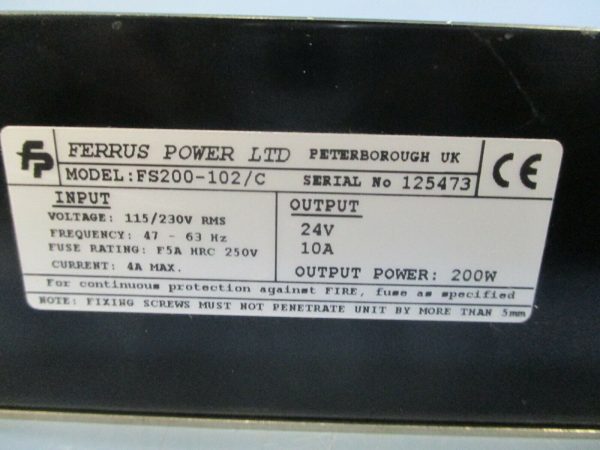 FP FERRUS POWER LTD PETERBOROUGH UK
MODEL:FS200-102/C SERIAL No 125473 CE
INPUT
VOLTAGE: 115/230V RMS
FREQUENCY: 47 - 63 Hz
FUSE RATING: F5A HRC 250V
CURRENT: 4A MAX.
OUTPUT
24V
10A
OUTPUT POWER: 200W
For continuous protection against FIRE, fuse as specified
NOTE: FIXING SCREWS MUST NOT PENETRATE UNIT BY MORE THAN 5mm